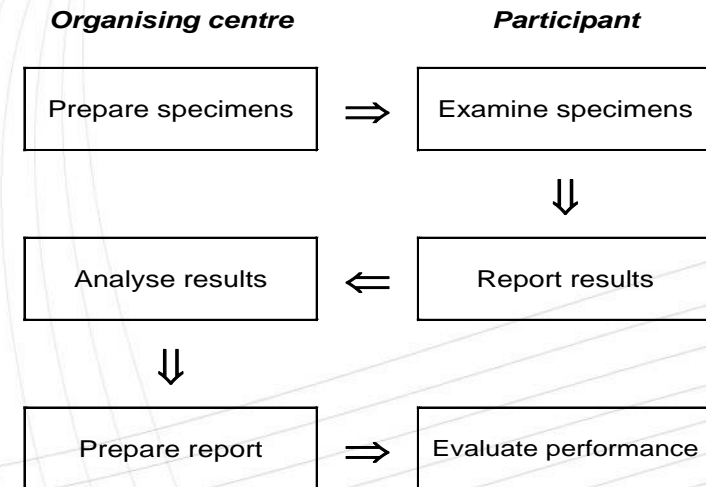 Organising centre Participant
Prepare specimens ⇒ Examine specimens
⇓
Analyse results ⇐ Report results
⇓
Prepare report ⇒ Evaluate performance